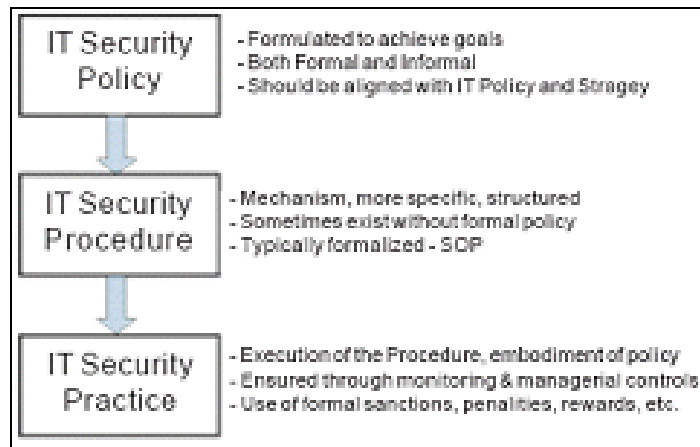 IT Security
Policy
- Formulated to achieve goals
- Both Formal and Informal
- Should be aligned with IT Policy and Stragey
IT Security
Procedure
- Mechanism, more specific, structured
- Sometimes exist without formal policy
- Typically formalized - SOP
IT Security
Practice
- Execution of the Procedure, embodiment of policy
- Ensured through monitoring & managerial controls
- Use of formal sanctions, penalities, rewards, etc.